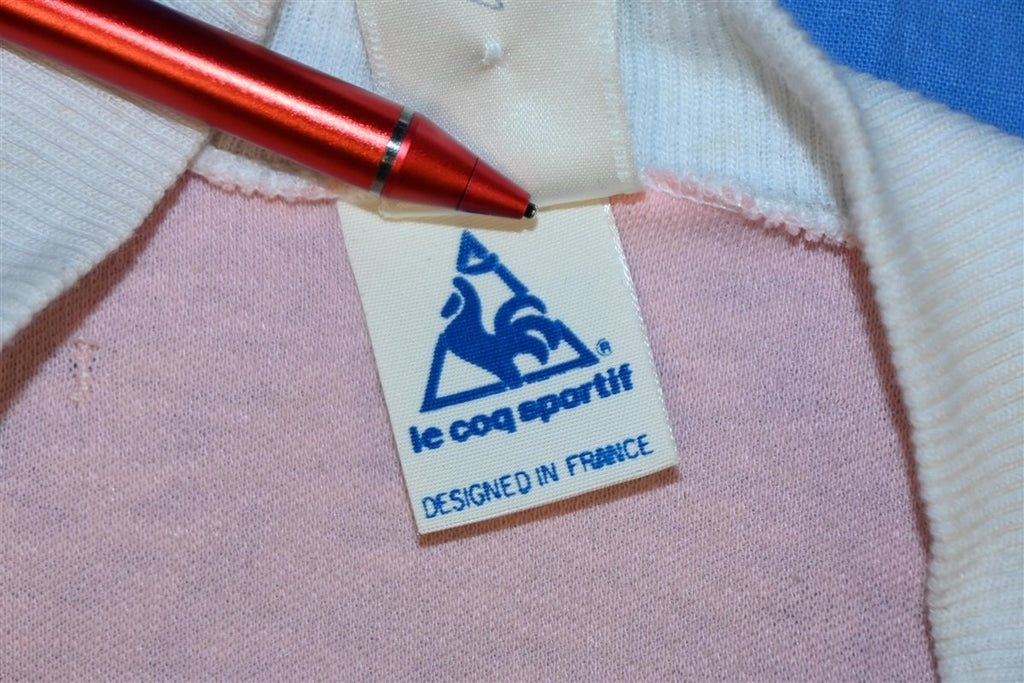 ®
le coq sportif
DESIGNED IN FRANCE